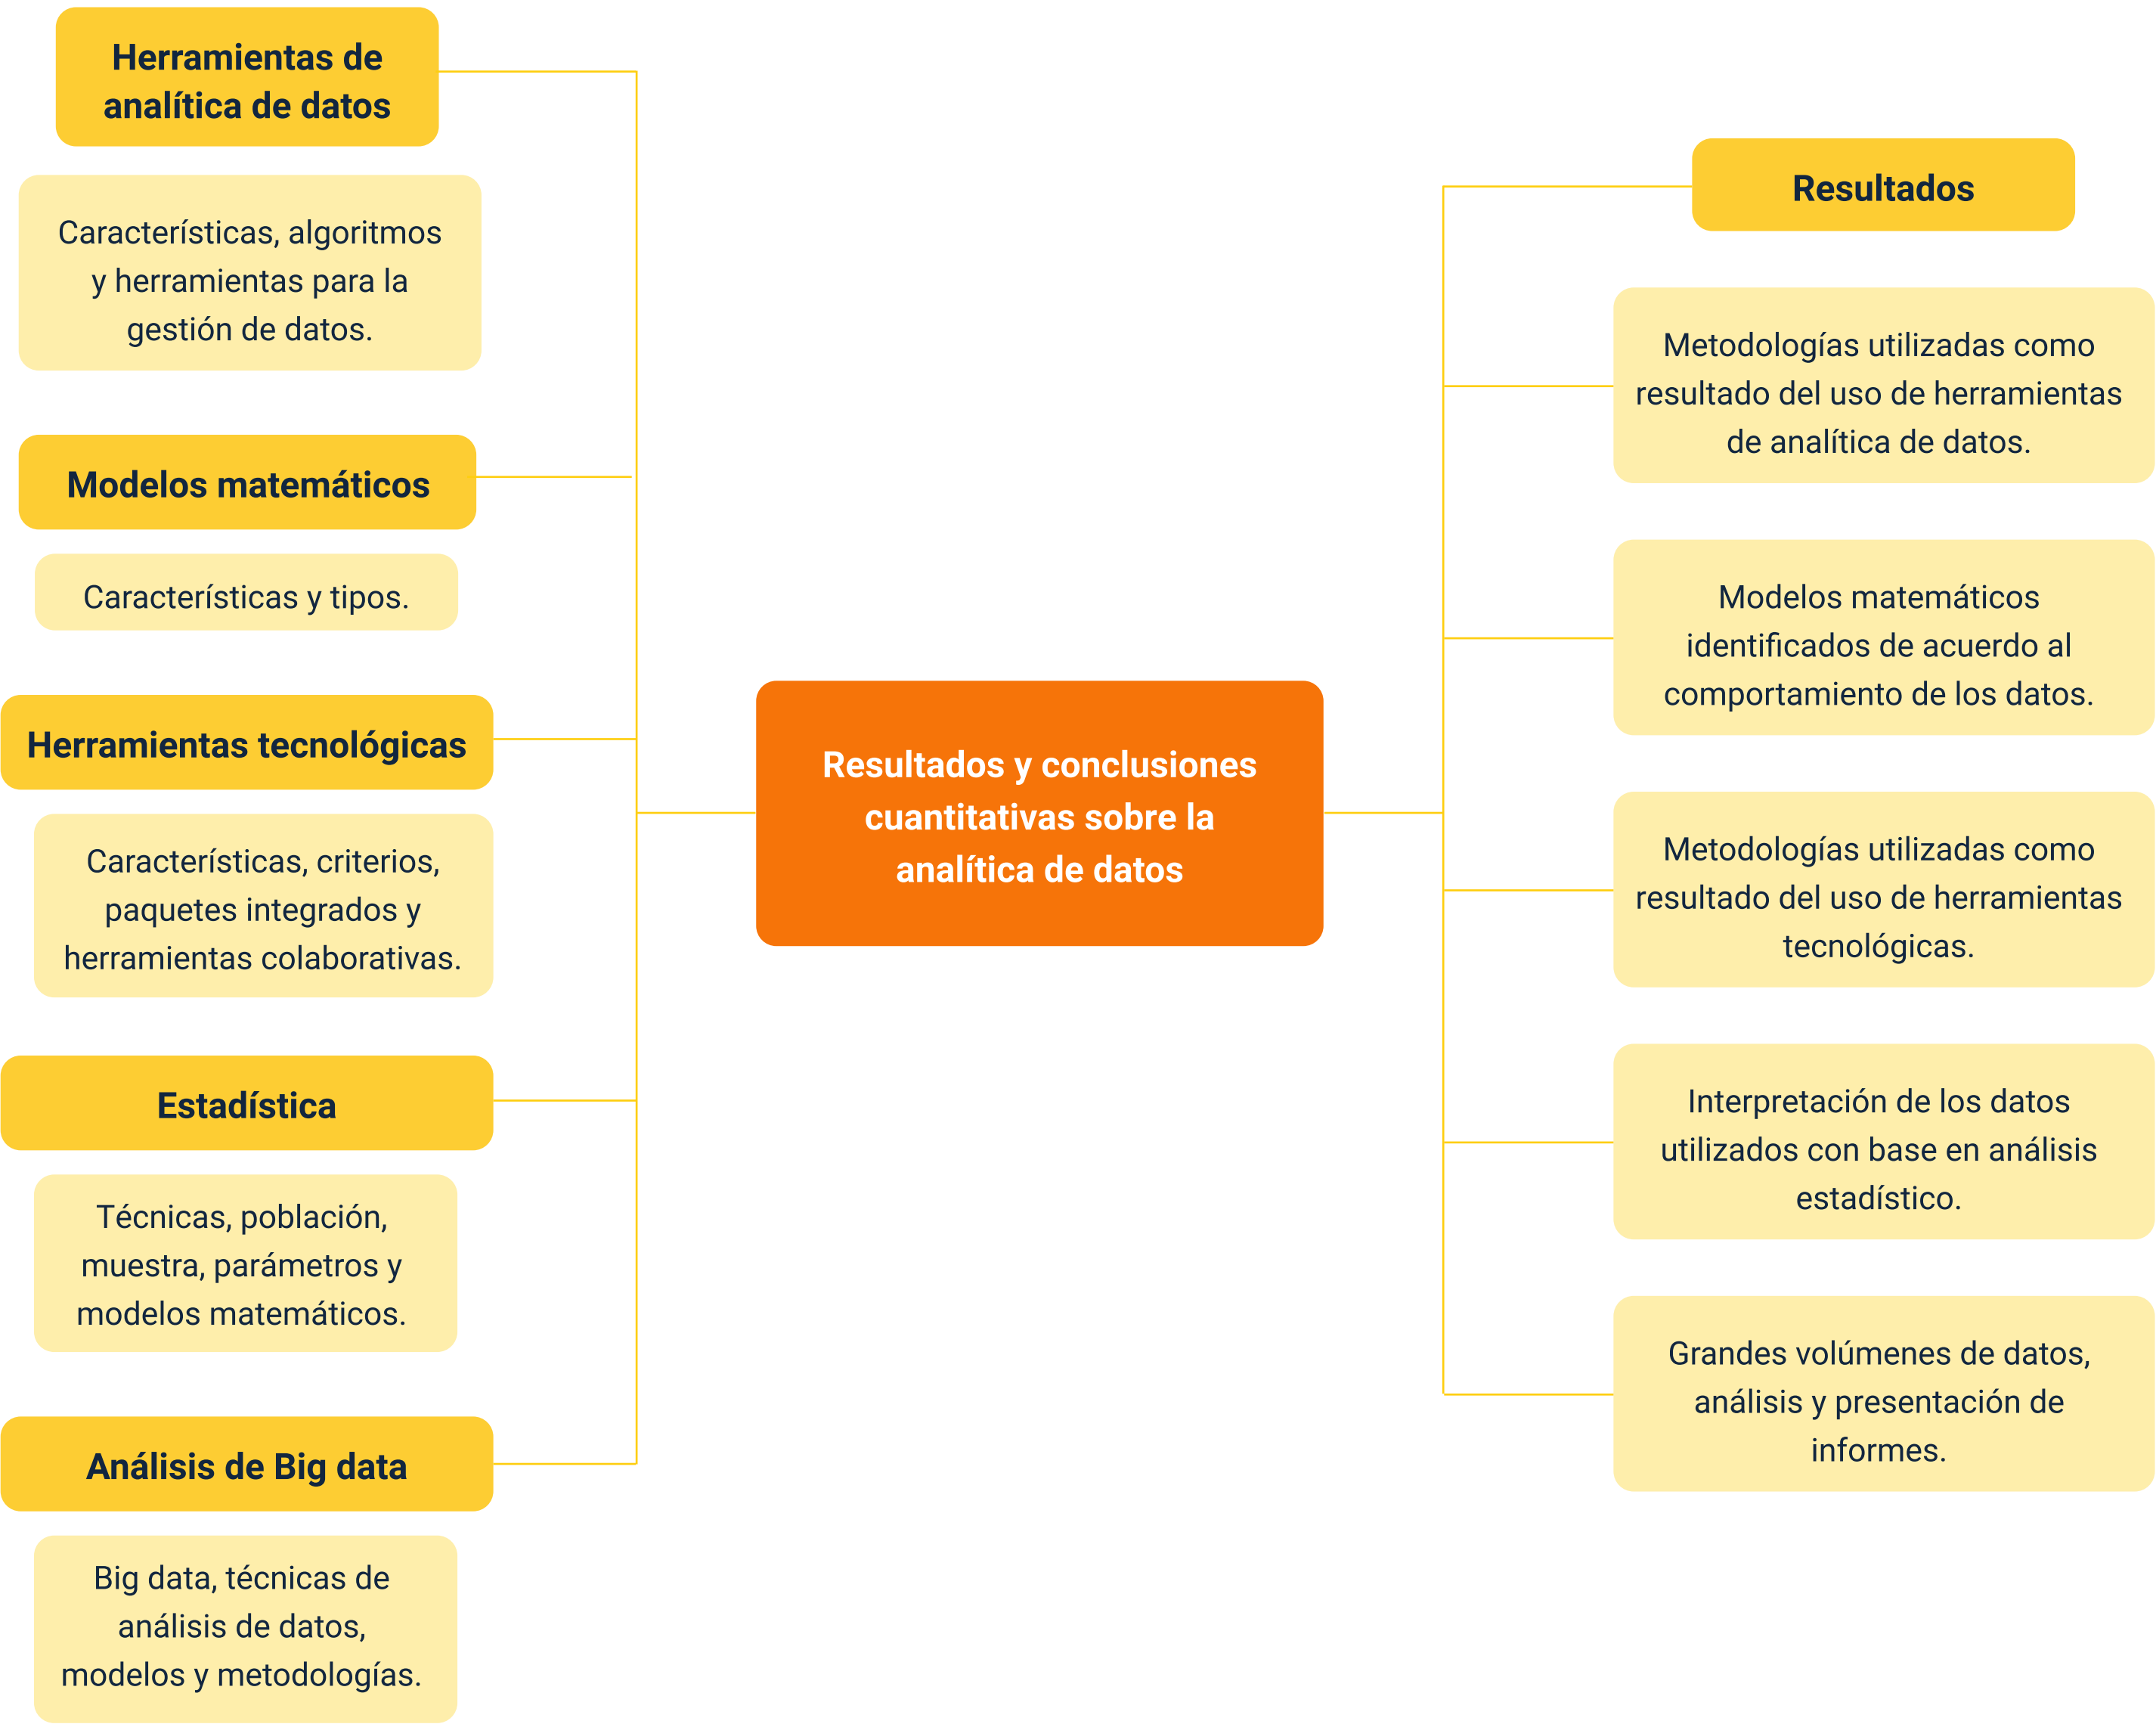 Herramientas de
analítica de datos
Características, algoritmos
y herramientas para la
gestión de datos.
Modelos matemáticos
Características y tipos.
Herramientas tecnológicas
Características, criterios,
paquetes integrados y
herramientas colaborativas.
Estadística
Técnicas, población,
muestra, parámetros y
modelos matemáticos.
Análisis de Big data
Big data, técnicas de
análisis de datos,
modelos y metodologías.
Resultados y conclusiones
cuantitativas sobre la
analítica de datos
Resultados
Metodologías utilizadas como
resultado del uso de herramientas
de analítica de datos.
Modelos matemáticos
identificados de acuerdo al
comportamiento de los datos.
Metodologías utilizadas como
resultado del uso de herramientas
tecnológicas.
Interpretación de los datos
utilizados con base en análisis
estadístico.
Grandes volúmenes de datos,
análisis y presentación de
informes.